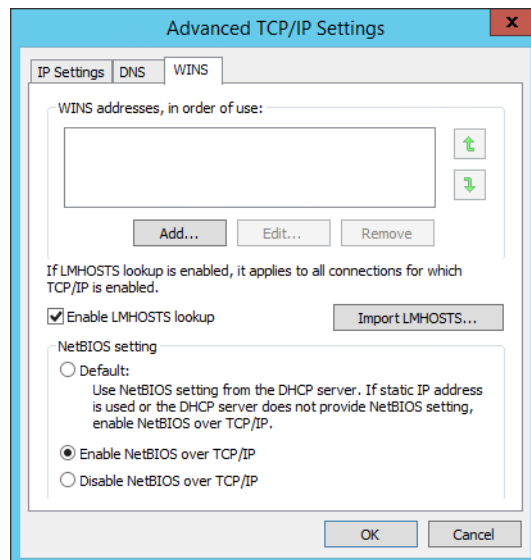 Advanced TCP/IP Settings
x
IP Settings DNS WINS
WINS addresses, in order of use:
Add... Edit... Remove
If LMHOSTS lookup is enabled, it applies to all connections for which
TCP/IP is enabled.
Enable LMHOSTS lookup Import LMHOSTS...
NetBIOS setting
Default:
Use NetBIOS setting from the DHCP server. If static IP address
is used or the DHCP server does not provide NetBIOS setting,
enable NetBIOS over TCP/IP.
Enable NetBIOS over TCP/IP
Disable NetBIOS over TCP/IP
OK Cancel